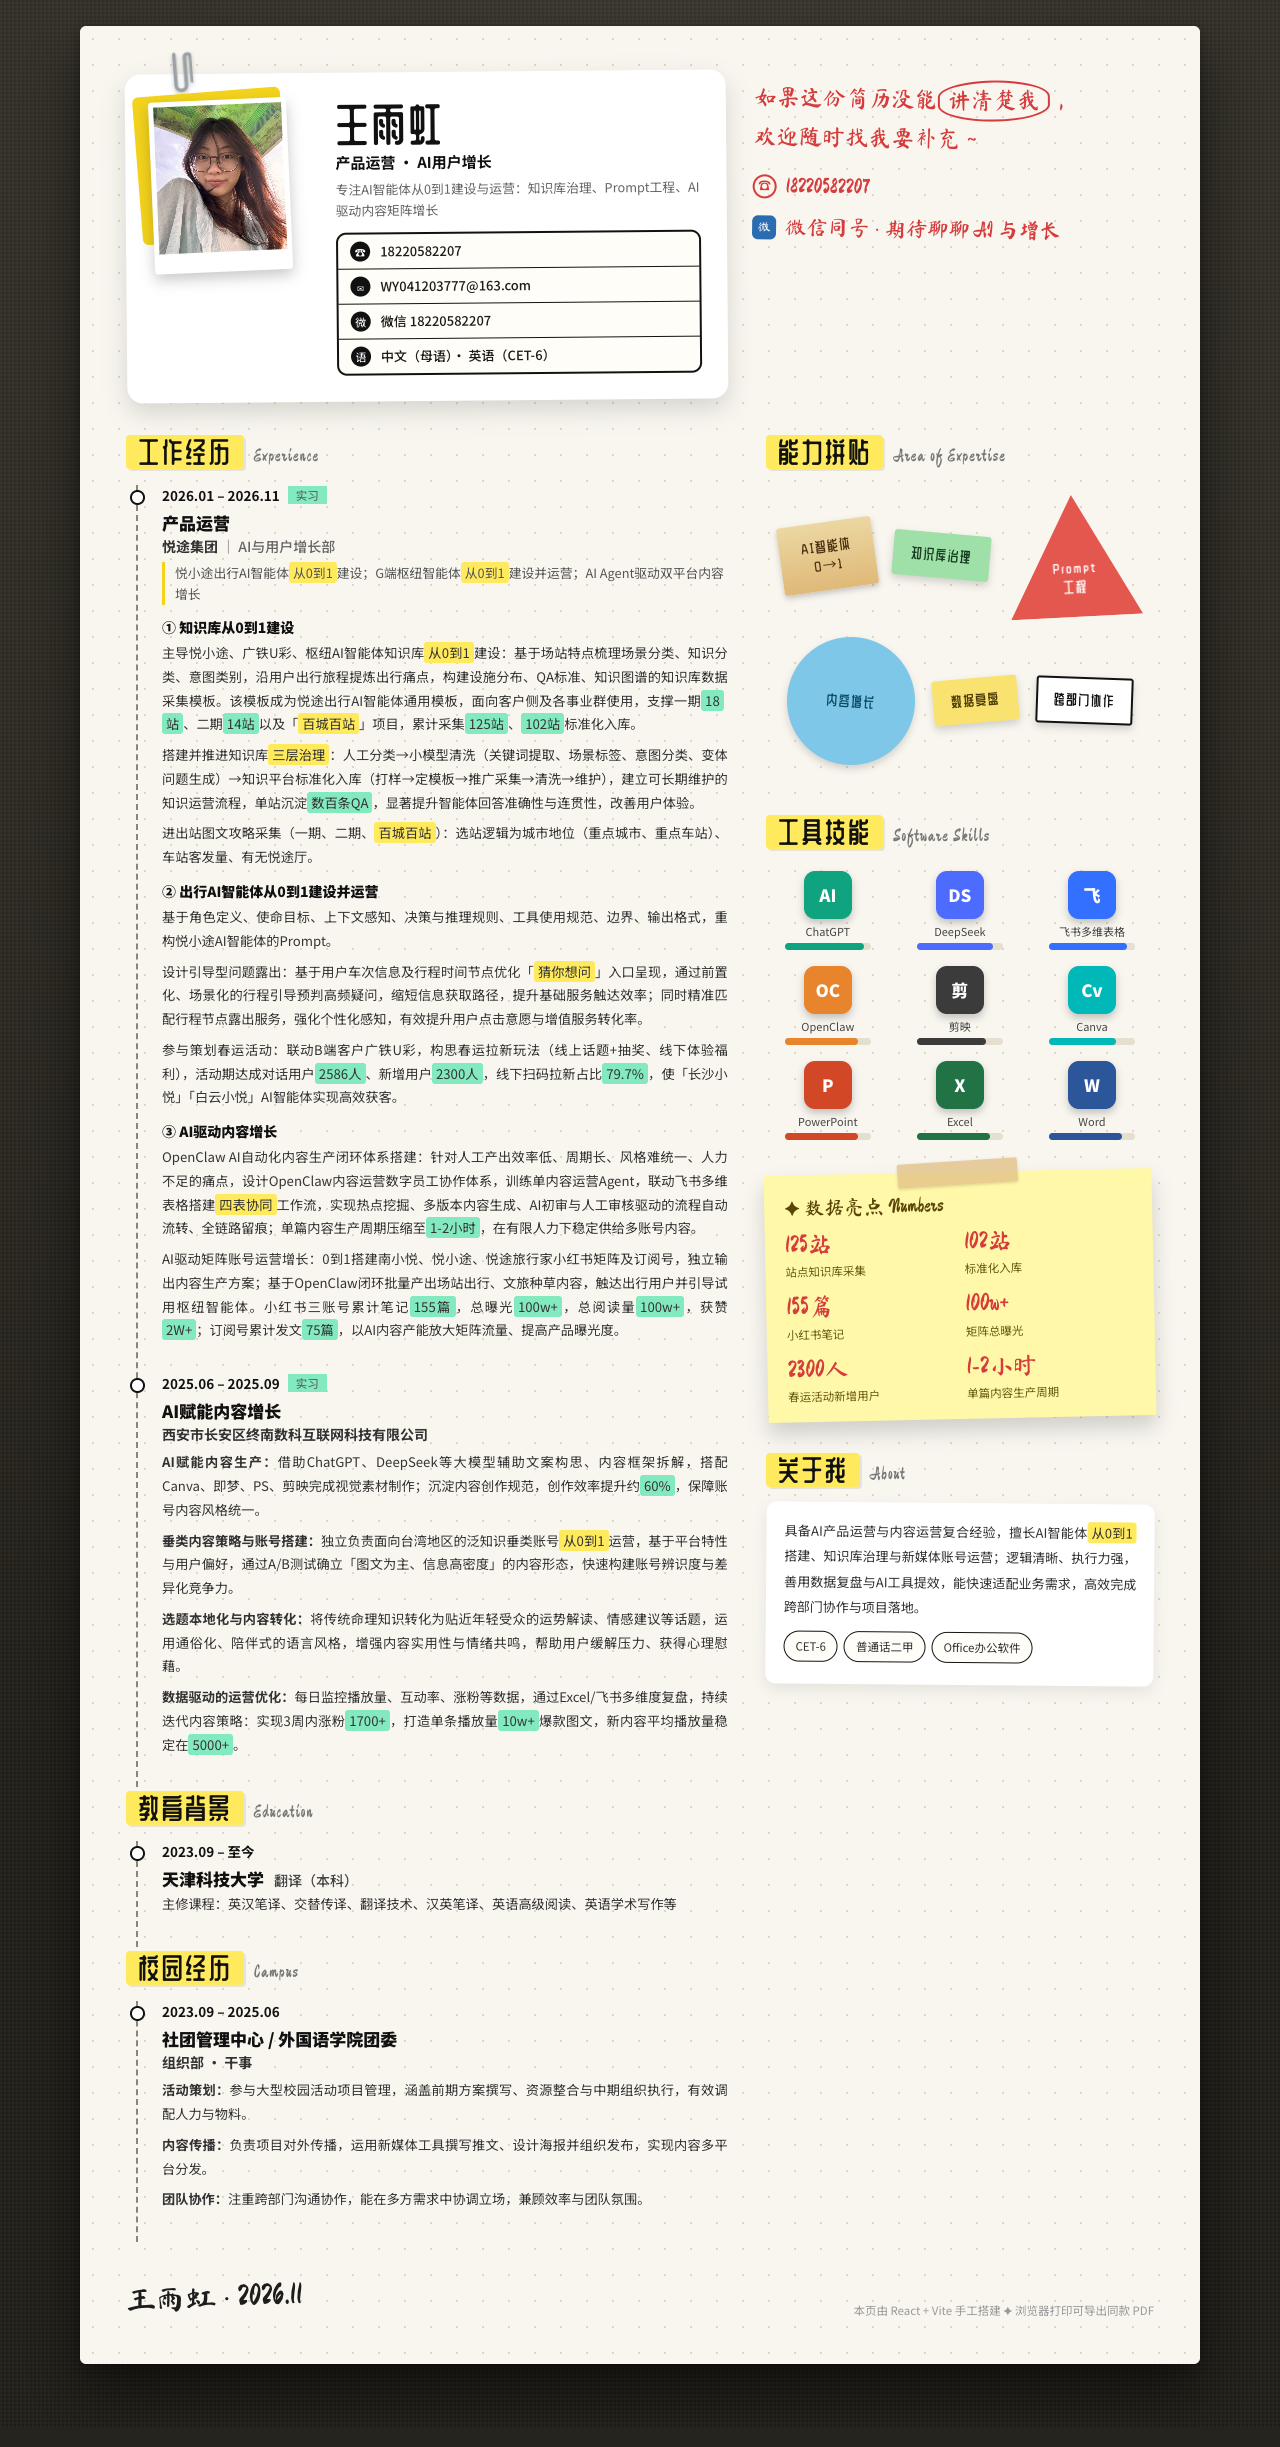 王雨虹
产品运营 · AI用户增长
专注AI智能体从0到1建设与运营：知识库治理、Prompt工程、AI
驱动内容矩阵增长
☎ 18220582207
✉ WY041203777@163.com
微 微信 18220582207
语 中文（母语）· 英语（CET-6）
如果这份简历没能 讲清楚我 ，
欢迎随时找我要补充 ~
☎ 18220582207
微 微信同号 · 期待聊聊 AI 与增长
工作经历 Experience
2026.01 – 2026.11 实习
产品运营
悦途集团 ｜ AI与用户增长部
悦小途出行AI智能体从0到1建设；G端枢纽智能体从0到1建设并运营；AI Agent驱动双平台内容
增长
① 知识库从0到1建设
主导悦小途、广铁U彩、枢纽AI智能体知识库从0到1建设：基于场站特点梳理场景分类、知识分
类、意图类别，沿用户出行旅程提炼出行痛点，构建设施分布、QA标准、知识图谱的知识库数据
采集模板。该模板成为悦途出行AI智能体通用模板，面向客户侧及各事业群使用，支撑一期18
站、二期14站以及「百城百站」项目，累计采集125站、102站标准化入库。
搭建并推进知识库三层治理：人工分类→小模型清洗（关键词提取、场景标签、意图分类、变体
问题生成）→知识平台标准化入库（打样→定模板→推广采集→清洗→维护），建立可长期维护的
知识运营流程，单站沉淀数百条QA，显著提升智能体回答准确性与连贯性，改善用户体验。
进出站图文攻略采集（一期、二期、百城百站）：选站逻辑为城市地位（重点城市、重点车站）、
车站客发量、有无悦途厅。
② 出行AI智能体从0到1建设并运营
基于角色定义、使命目标、上下文感知、决策与推理规则、工具使用规范、边界、输出格式，重
构悦小途AI智能体的Prompt。
设计引导型问题露出：基于用户车次信息及行程时间节点优化「猜你想问」入口呈现，通过前置
化、场景化的行程引导预判高频疑问，缩短信息获取路径，提升基础服务触达效率；同时精准匹
配行程节点露出服务，强化个性化感知，有效提升用户点击意愿与增值服务转化率。
参与策划春运活动：联动B端客户广铁U彩，构思春运拉新玩法（线上话题+抽奖、线下体验福
利），活动期达成对话用户2586人、新增用户2300人，线下扫码拉新占比79.7%，使「长沙小
悦」「白云小悦」AI智能体实现高效获客。
③ AI驱动内容增长
OpenClaw AI自动化内容生产闭环体系搭建：针对人工产出效率低、周期长、风格难统一、人力
不足的痛点，设计OpenClaw内容运营数字员工协作体系，训练单内容运营Agent，联动飞书多维
表格搭建四表协同工作流，实现热点挖掘、多版本内容生成、AI初审与人工审核驱动的流程自动
流转、全链路留痕；单篇内容生产周期压缩至1-2小时，在有限人力下稳定供给多账号内容。
AI驱动矩阵账号运营增长：0到1搭建南小悦、悦小途、悦途旅行家小红书矩阵及订阅号，独立输
出内容生产方案；基于OpenClaw闭环批量产出场站出行、文旅种草内容，触达出行用户并引导试
用枢纽智能体。小红书三账号累计笔记155篇，总曝光100w+，总阅读量100w+，获赞
2W+；订阅号累计发文75篇，以AI内容产能放大矩阵流量、提高产品曝光度。
2025.06 – 2025.09 实习
AI赋能内容增长
西安市长安区终南数科互联网科技有限公司
AI赋能内容生产：借助ChatGPT、DeepSeek等大模型辅助文案构思、内容框架拆解，搭配
Canva、即梦、PS、剪映完成视觉素材制作；沉淀内容创作规范，创作效率提升约60%，保障账
号内容风格统一。
垂类内容策略与账号搭建：独立负责面向台湾地区的泛知识垂类账号从0到1运营，基于平台特性
与用户偏好，通过A/B测试确立「图文为主、信息高密度」的内容形态，快速构建账号辨识度与差
异化竞争力。
选题本地化与内容转化：将传统命理知识转化为贴近年轻受众的运势解读、情感建议等话题，运
用通俗化、陪伴式的语言风格，增强内容实用性与情绪共鸣，帮助用户缓解压力、获得心理慰
藉。
数据驱动的运营优化：每日监控播放量、互动率、涨粉等数据，通过Excel/飞书多维度复盘，持续
迭代内容策略：实现3周内涨粉1700+，打造单条播放量10w+爆款图文，新内容平均播放量稳
定在5000+。
教育背景 Education
2023.09 – 至今
天津科技大学 翻译（本科）
主修课程：英汉笔译、交替传译、翻译技术、汉英笔译、英语高级阅读、英语学术写作等
校园经历 Campus
2023.09 – 2025.06
社团管理中心 / 外国语学院团委
组织部 · 干事
活动策划：参与大型校园活动项目管理，涵盖前期方案撰写、资源整合与中期组织执行，有效调
配人力与物料。
内容传播：负责项目对外传播，运用新媒体工具撰写推文、设计海报并组织发布，实现内容多平
台分发。
团队协作：注重跨部门沟通协作，能在多方需求中协调立场，兼顾效率与团队氛围。
能力拼贴 Area of Expertise
AI智能体
0→1
知识库治理
Prompt
工程
内容增长
数据复盘
跨部门协作
工具技能 Software Skills
AI DS 飞
ChatGPT DeepSeek 飞书多维表格
OC 剪 Cv
OpenClaw 剪映 Canva
P X W
PowerPoint Excel Word
✦ 数据亮点 Numbers
125站 102站
站点知识库采集 标准化入库
155篇 100w+
小红书笔记 矩阵总曝光
2300人 1-2小时
春运活动新增用户 单篇内容生产周期
关于我 About
具备AI产品运营与内容运营复合经验，擅长AI智能体从0到1
搭建、知识库治理与新媒体账号运营；逻辑清晰、执行力强，
善用数据复盘与AI工具提效，能快速适配业务需求，高效完成
跨部门协作与项目落地。
CET-6 普通话二甲 Office办公软件
王雨虹 · 2026.11
本页由 React + Vite 手工搭建 ✦ 浏览器打印可导出同款 PDF